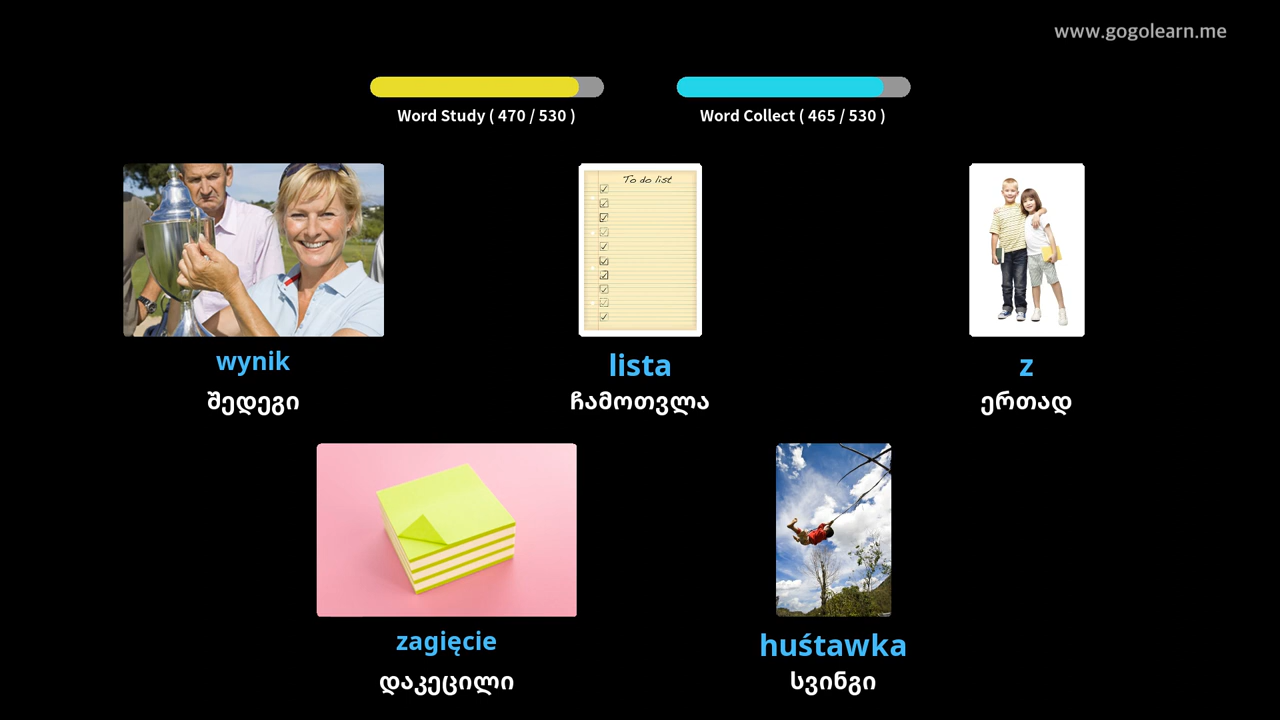 www.gogolearn.me
Word Study ( 470 / 530 )
Word Collect ( 465 / 530 )
To do list
wynik
lista
z
შედეგი
ჩამოთვლა
ერთად
zagięcie
huśtawka
დაკეცილი
სვინგი